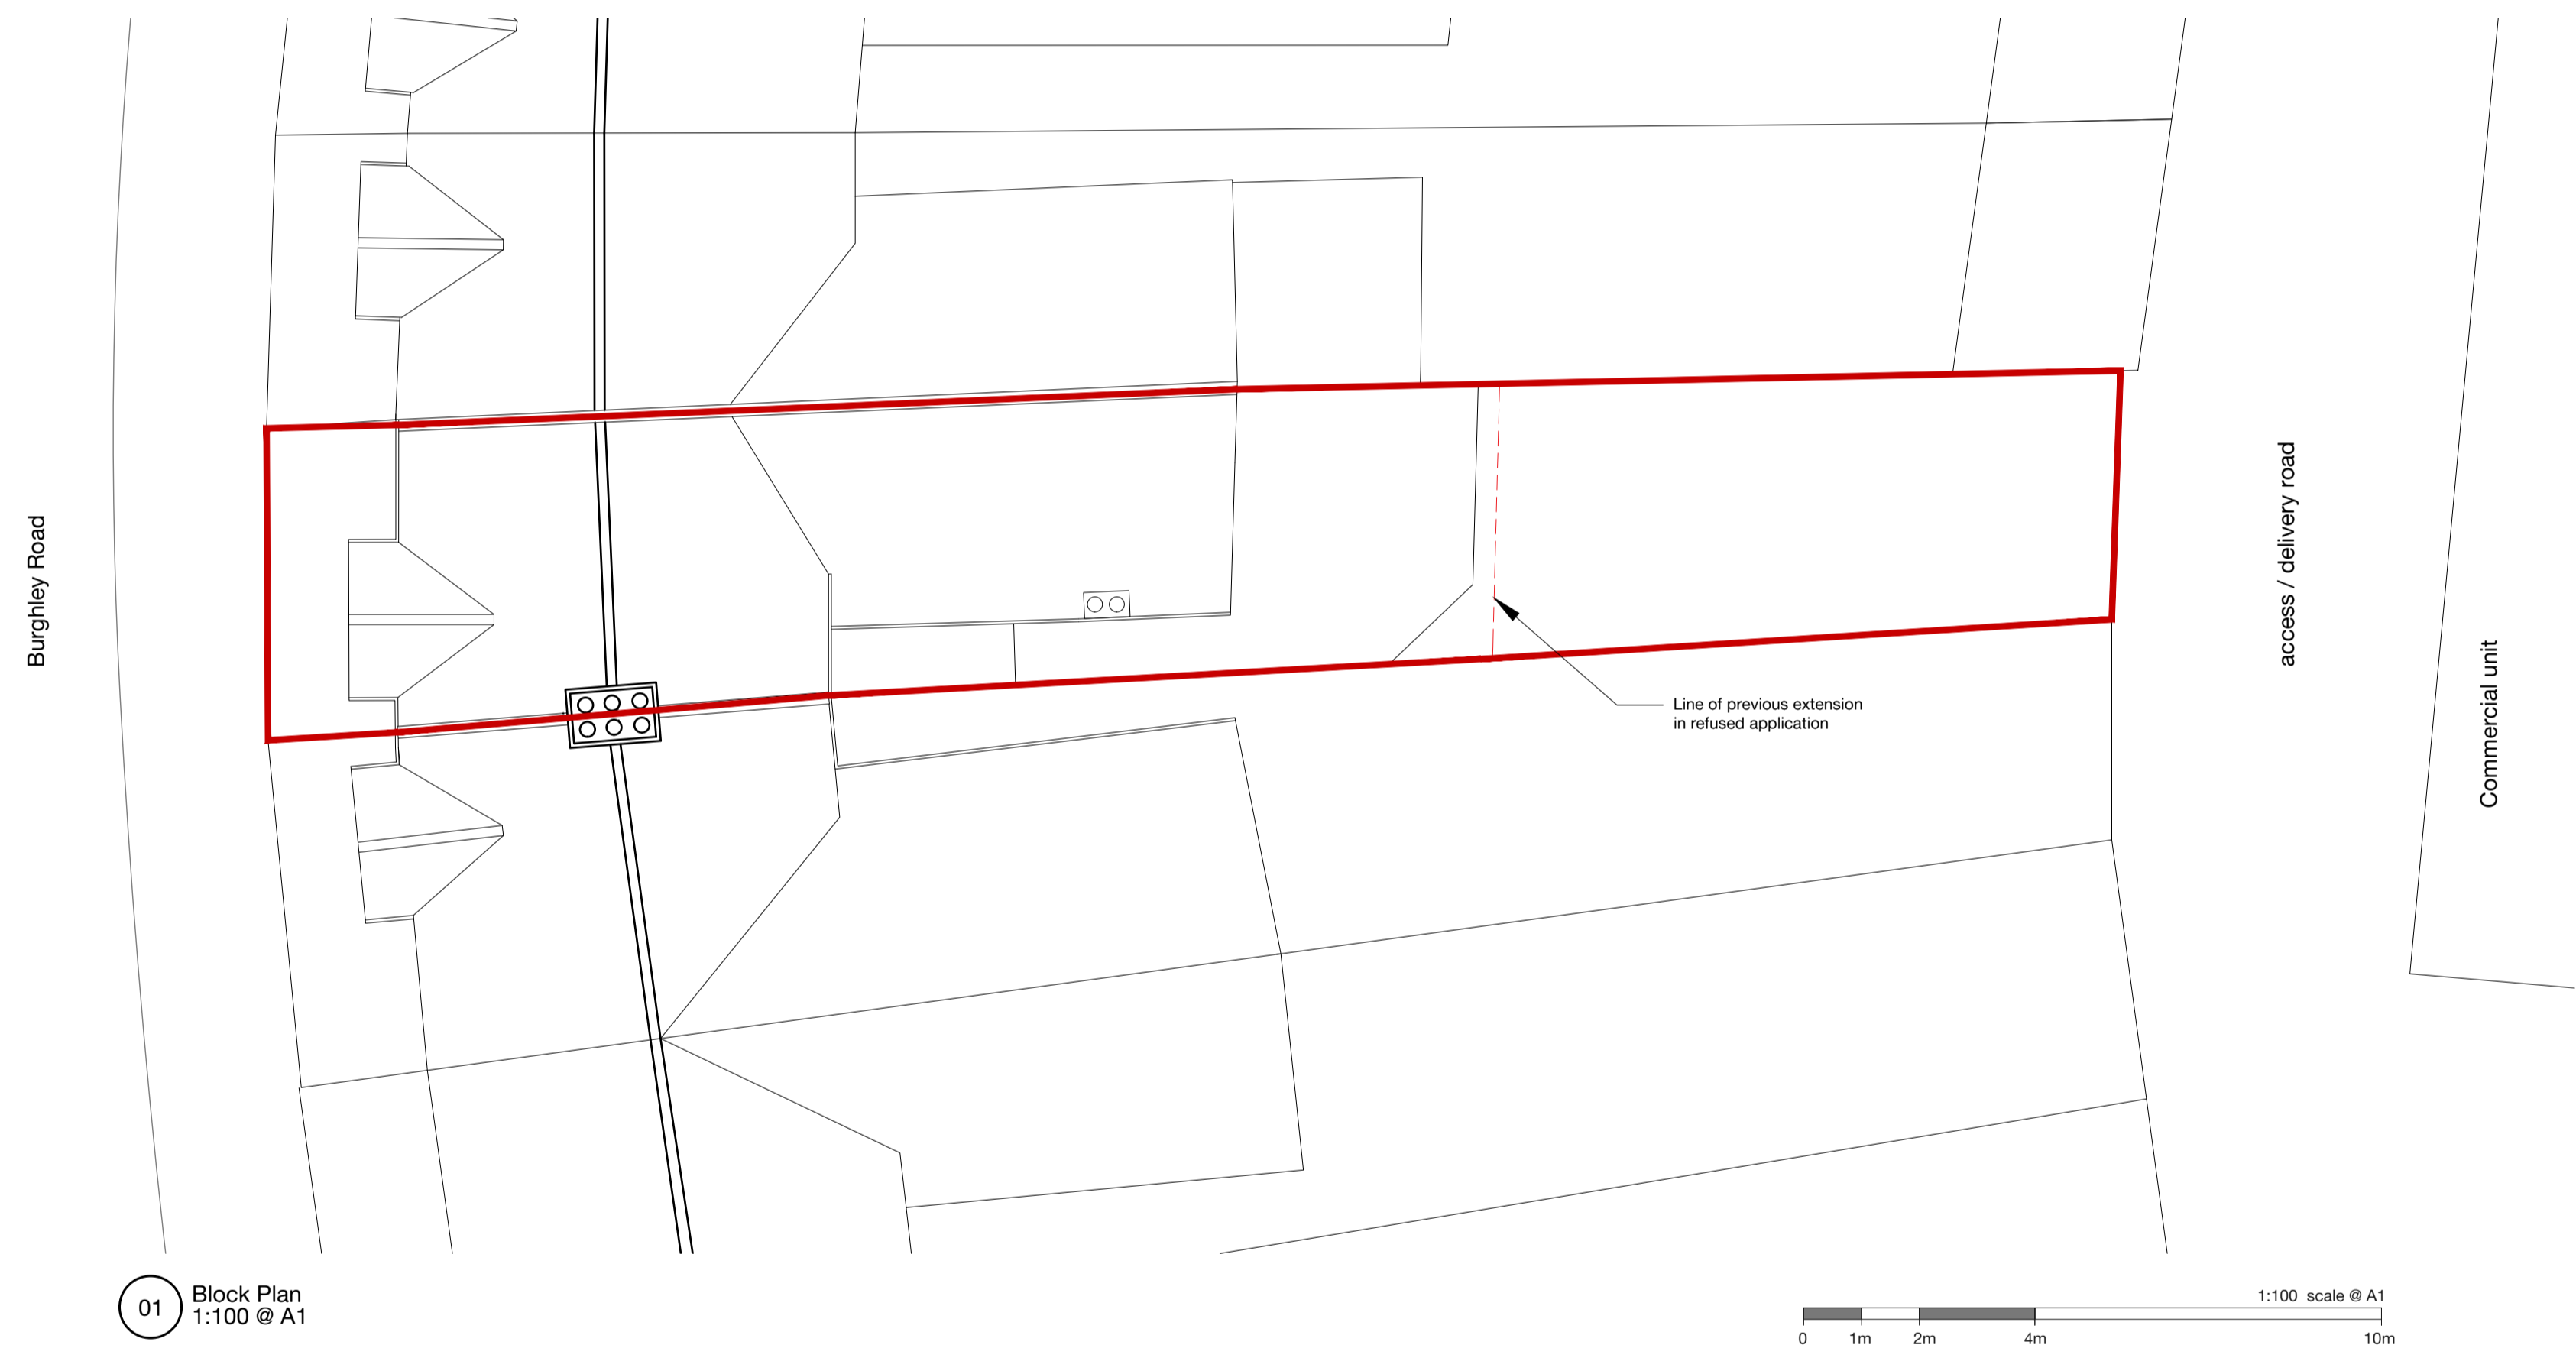 Burghley Road
access / delivery road
Commercial unit
Line of previous extension
in refused application
01
Block Plan
1:100 @ A1
1:100 scale @ A1
0 1m 2m 4m 10m